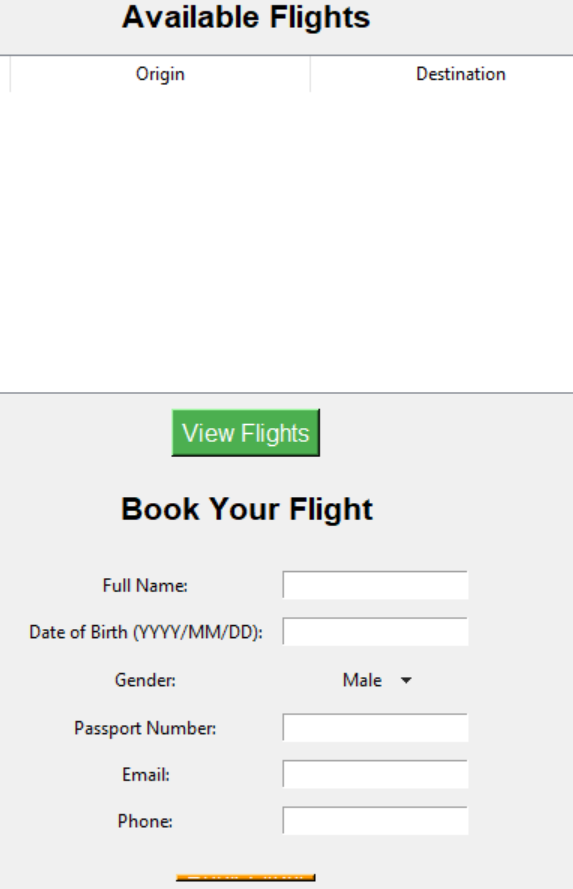 Available Flights
Origin Destination
View Flights
Book Your Flight
Full Name:
Date of Birth (YYYY/MM/DD):
Gender: Male
Passport Number:
Email:
Phone: